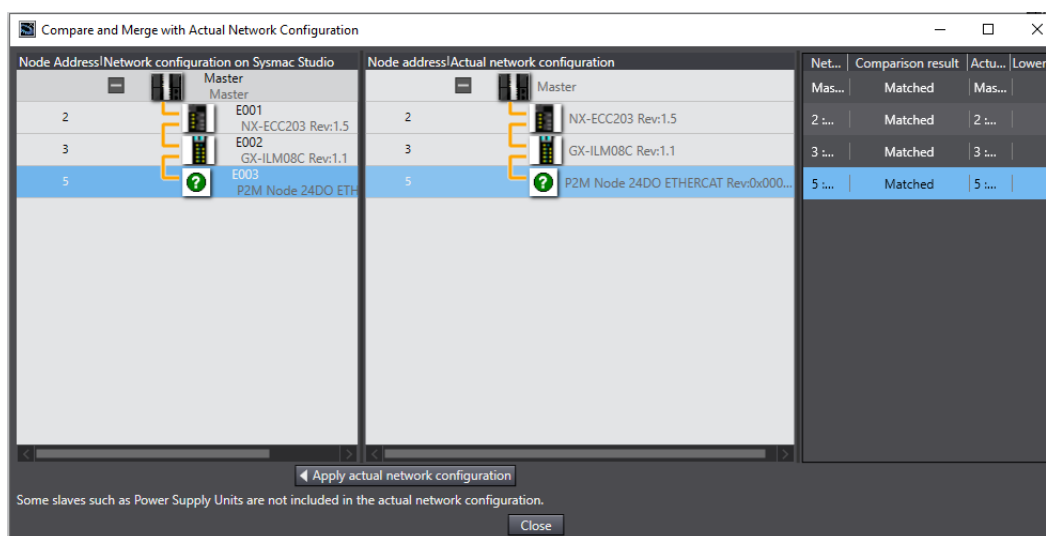 Compare and Merge with Actual Network Configuration
Node Address Network configuration on Sysmac Studio
Node address Actual network configuration
Net... Comparison result Actu... Lower
Master
Master
Master
Mas... Matched Mas...
2 E001
NX-ECC203 Rev:1.5
2 NX-ECC203 Rev:1.5
2 :... Matched 2 :...
3 E002
GX-ILM08C Rev:1.1
3 GX-ILM08C Rev:1.1
3 :... Matched 3 :...
5 E003
P2M Node 24DO ETH
5 P2M Node 24DO ETHERCAT Rev:0x000...
5 :... Matched 5 :...
Apply actual network configuration
Some slaves such as Power Supply Units are not included in the actual network configuration.
Close